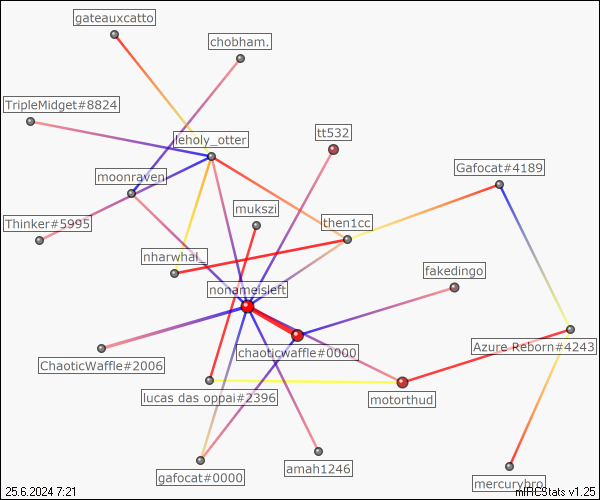 gateauxcatto
chobham.
TripleMidget#8824
tt532
leholy_otter
Gafocat#4189
moonraven
mukszi
Thinker#5995
then1cc
nharwhal_
fakedingo
nonameisleft
Azure Reborn#4243
chaoticwaffle#0000
ChaoticWaffle#2006
lucas das oppai#2396
motorthud
gafocat#0000
amah1246
mercurybro
25.6.2024 7:21
mIRCStats v1.25